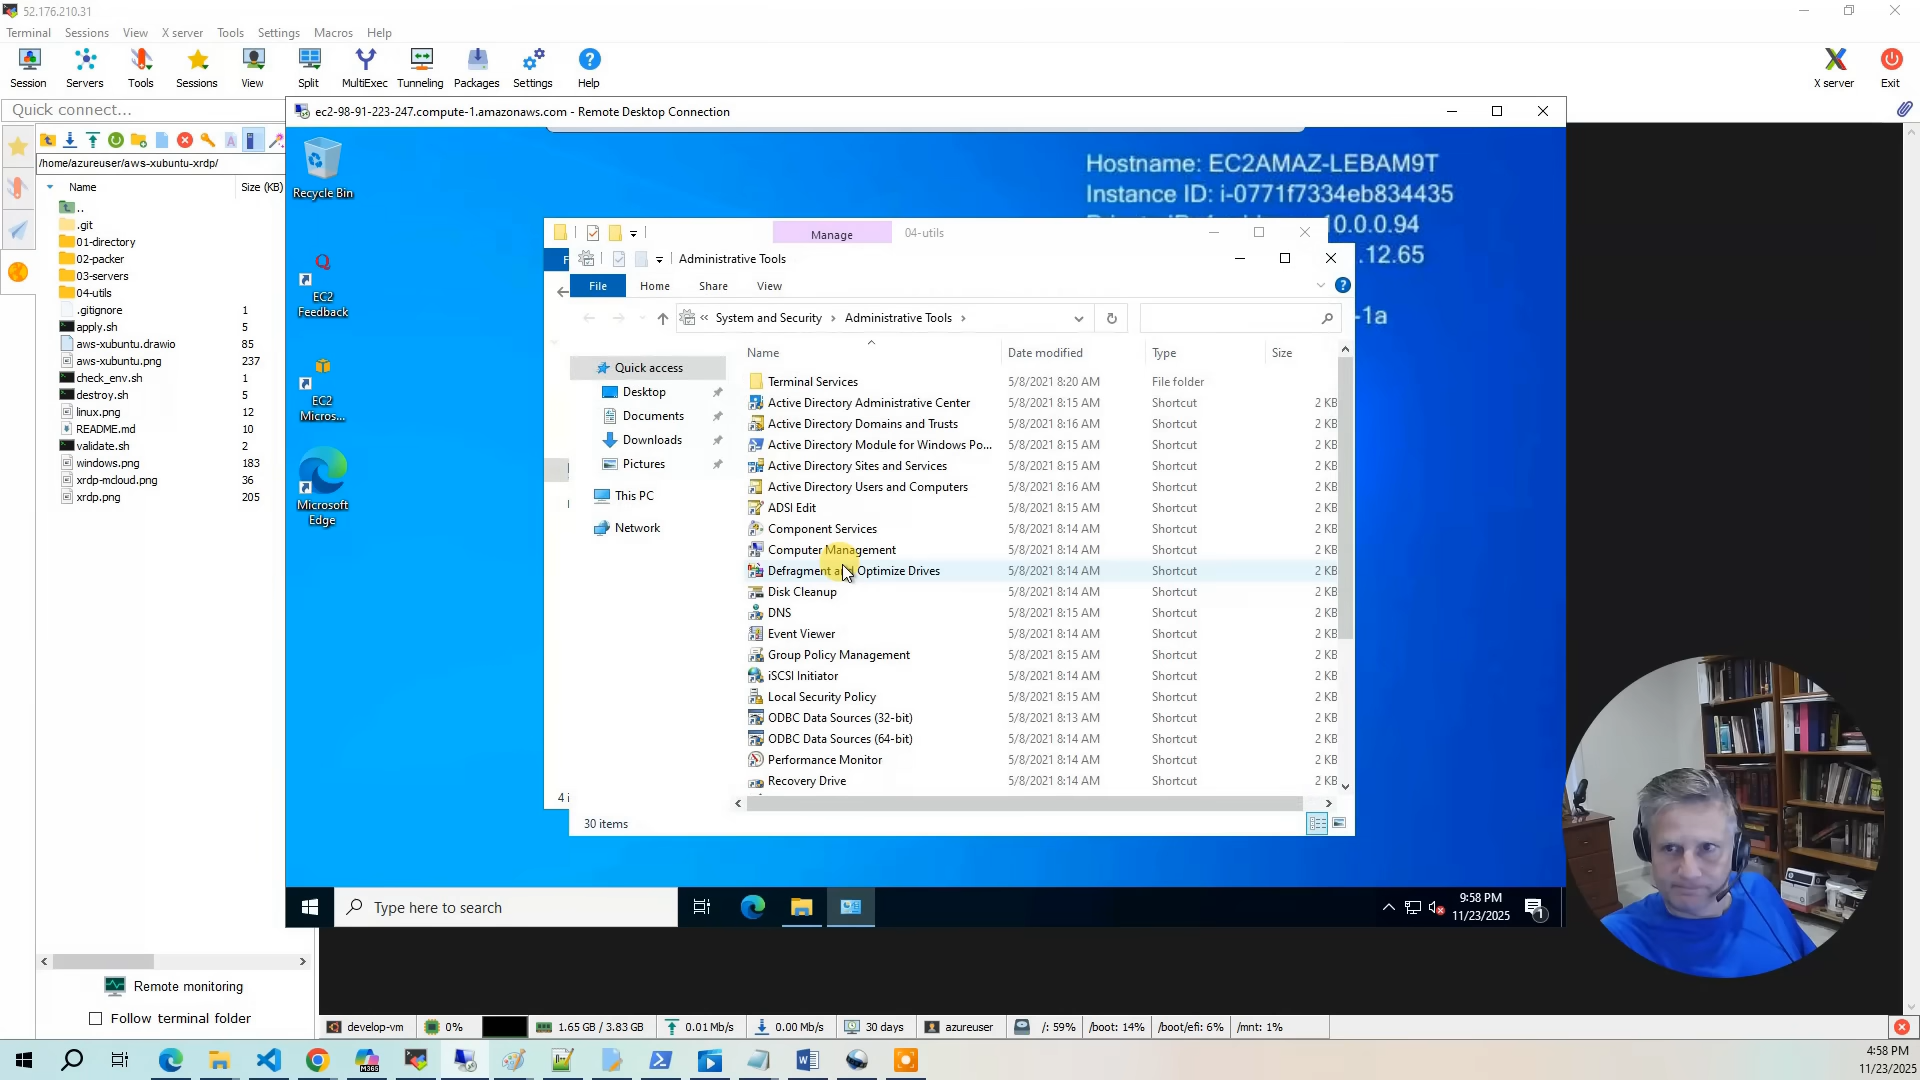 52.176.210.31
Terminal Sessions View X server Tools Settings Macros Help
Session Servers Tools Sessions View Split MultiExec Tunneling Packages Settings Help X server Exit
Quick connect...
ec2-98-91-223-247.compute-1.amazonaws.com - Remote Desktop Connection
/home/azureuser/aws-xubuntu-xrdp/
Name Size (KB)
..
.git
01-directory
02-packer
03-servers
04-utils
.gitignore 1
apply.sh 5
aws-xubuntu.drawio 85
aws-xubuntu.png 237
check_env.sh 1
destroy.sh 5
linux.png 12
README.md 10
validate.sh 2
windows.png 183
xrdp-mcloud.png 36
xrdp.png 205
Remote monitoring
Follow terminal folder
Recycle Bin
EC2
Feedback
EC2
Micros...
Microsoft
Edge
Hostname: EC2AMAZ-LEBAM9T
Instance ID: i-0771f7334eb834435
10.0.0.94
.12.65
-1a
Manage 04-utils
Administrative Tools
File Home Share View
« System and Security › Administrative Tools ›
Quick access
Desktop
Documents
Downloads
Pictures
This PC
Network
Name Date modified Type Size
Terminal Services 5/8/2021 8:20 AM File folder
Active Directory Administrative Center 5/8/2021 8:15 AM Shortcut 2 KB
Active Directory Domains and Trusts 5/8/2021 8:16 AM Shortcut 2 KB
Active Directory Module for Windows Po... 5/8/2021 8:15 AM Shortcut 2 KB
Active Directory Sites and Services 5/8/2021 8:15 AM Shortcut 2 KB
Active Directory Users and Computers 5/8/2021 8:16 AM Shortcut 2 KB
ADSI Edit 5/8/2021 8:15 AM Shortcut 2 KB
Component Services 5/8/2021 8:14 AM Shortcut 2 KB
Computer Management 5/8/2021 8:14 AM Shortcut 2 KB
Defragment and Optimize Drives 5/8/2021 8:14 AM Shortcut 2 KB
Disk Cleanup 5/8/2021 8:14 AM Shortcut 2 KB
DNS 5/8/2021 8:15 AM Shortcut 2 KB
Event Viewer 5/8/2021 8:14 AM Shortcut 2 KB
Group Policy Management 5/8/2021 8:15 AM Shortcut 2 KB
iSCSI Initiator 5/8/2021 8:14 AM Shortcut 2 KB
Local Security Policy 5/8/2021 8:15 AM Shortcut 2 KB
ODBC Data Sources (32-bit) 5/8/2021 8:13 AM Shortcut 2 KB
ODBC Data Sources (64-bit) 5/8/2021 8:14 AM Shortcut 2 KB
Performance Monitor 5/8/2021 8:14 AM Shortcut 2 KB
Recovery Drive 5/8/2021 8:14 AM Shortcut 2 KB
4 i
30 items
Type here to search
9:58 PM
11/23/2025
1
develop-vm 0% 1.65 GB / 3.83 GB 0.01 Mb/s 0.00 Mb/s 30 days azureuser /: 59% /boot: 14% /boot/efi: 6% /mnt: 1%
4:58 PM
11/23/2025